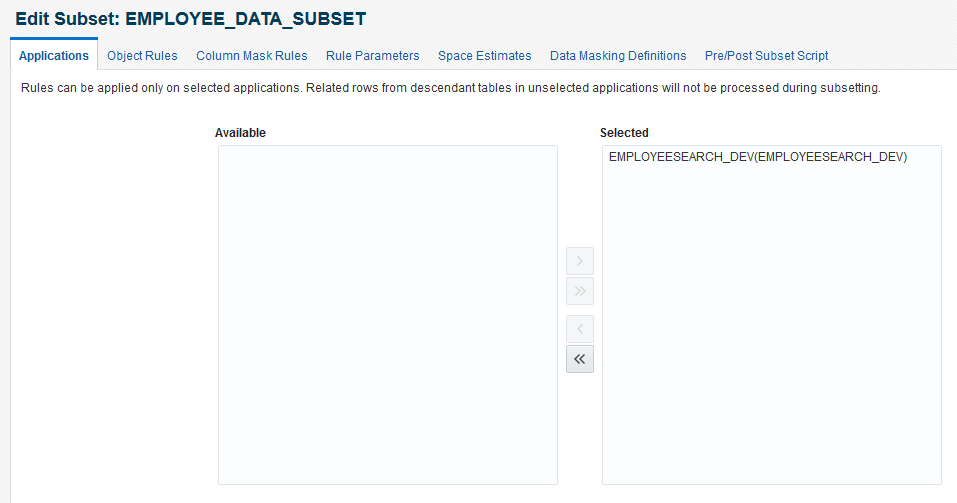 Edit Subset: EMPLOYEE_DATA_SUBSET
Applications Object Rules Column Mask Rules Rule Parameters Space Estimates Data Masking Definitions Pre/Post Subset Script
Rules can be applied only on selected applications. Related rows from descendant tables in unselected applications will not be processed during subsetting.
Available Selected
EMPLOYEESEARCH_DEV(EMPLOYEESEARCH_DEV)